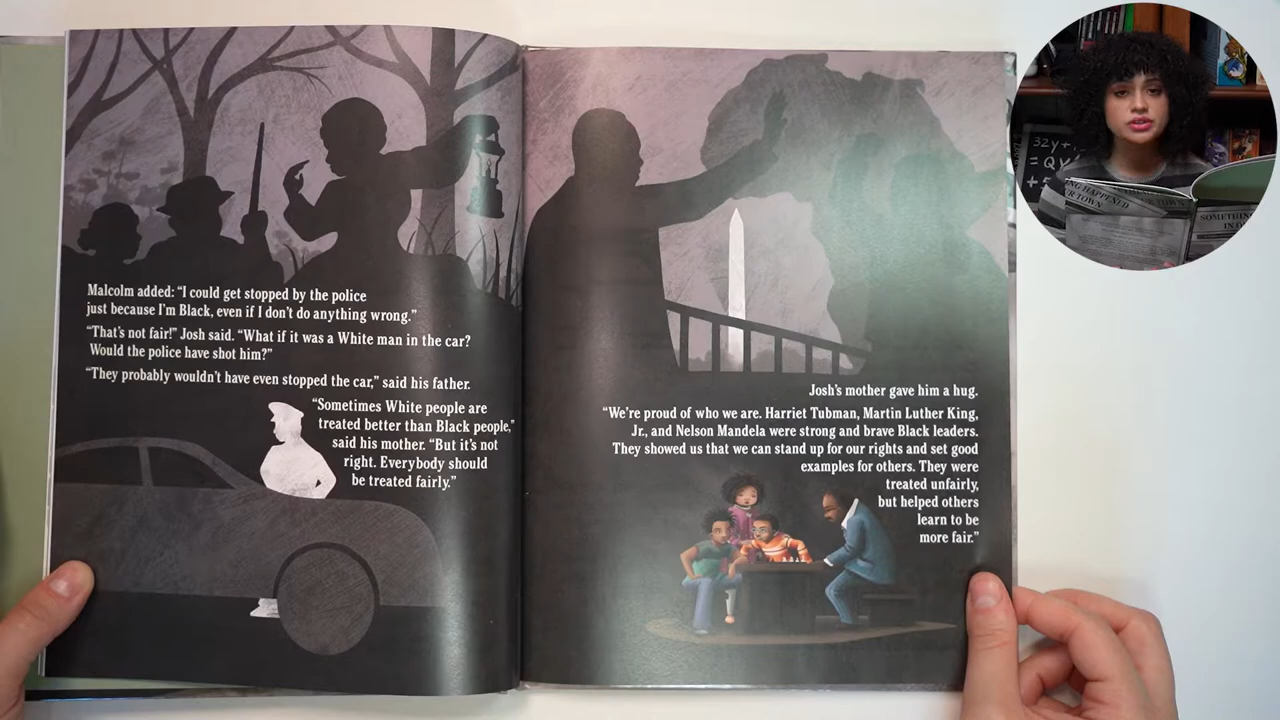 Malcolm added: “I could get stopped by the police
just because I’m Black, even if I don’t do anything wrong.”
“That’s not fair!” Josh said. “What if it was a White man in the car?
Would the police have shot him?”
“They probably wouldn’t have even stopped the car,” said his father.
“Sometimes White people are
treated better than Black people,”
said his mother. “But it’s not
right. Everybody should
be treated fairly.”
Josh’s mother gave him a hug.
“We’re proud of who we are. Harriet Tubman, Martin Luther King,
Jr., and Nelson Mandela were strong and brave Black leaders.
They showed us that we can stand up for our rights and set good
examples for others. They were
treated unfairly,
but helped others
learn to be
more fair.”
32y+
HAPPENED
TOWN
SOMETHIN